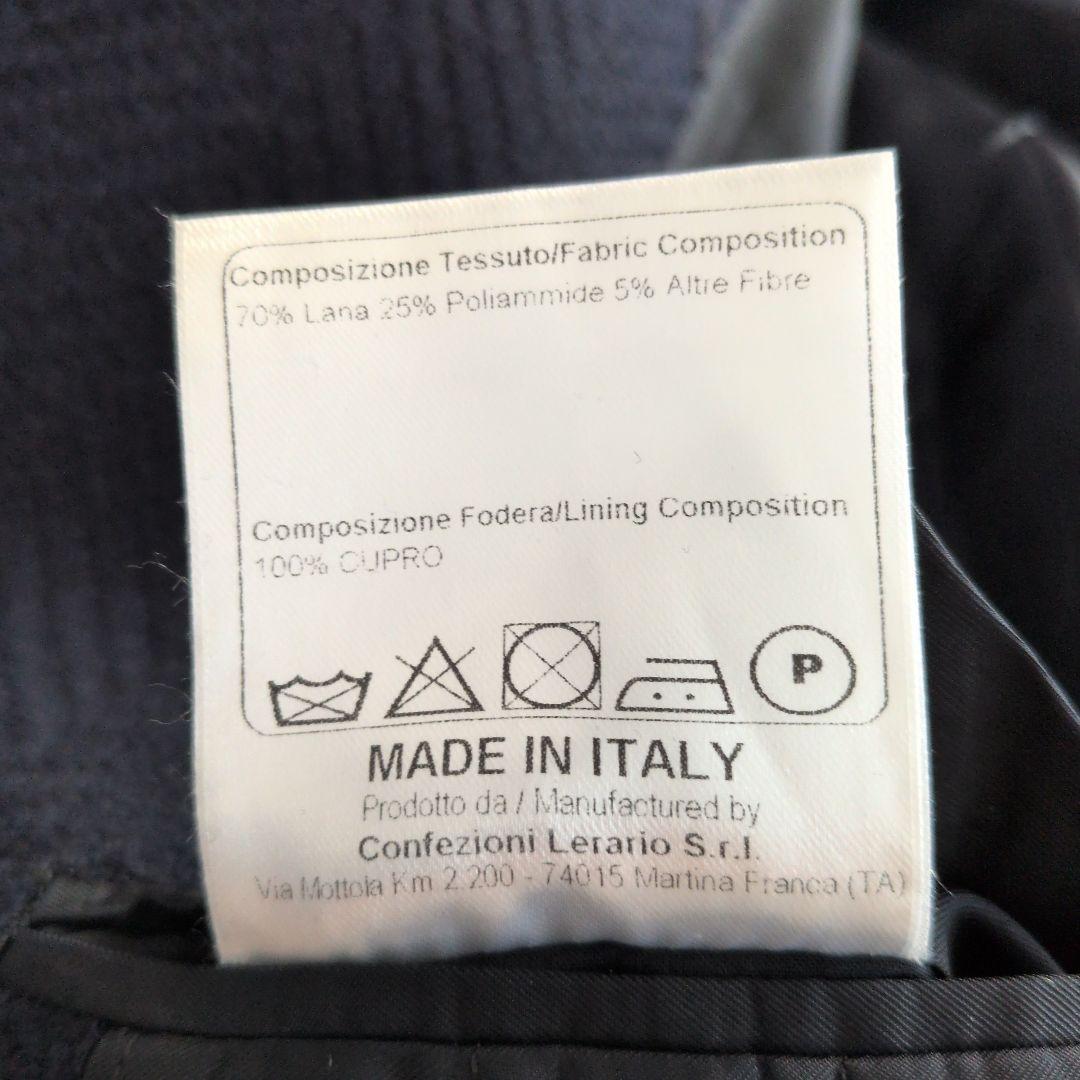 Composizione Tessuto/Fabric Composition
70% Lana 25% Poliammide 5% Altre Fibre
Composizione Fodera/Lining Composition
100% CUPRO
P
MADE IN ITALY
Prodotto da / Manufactured by
Confezioni Lerario S.r.l.
Via Mottola Km 2.200 - 74015 Martina Franca (TA)